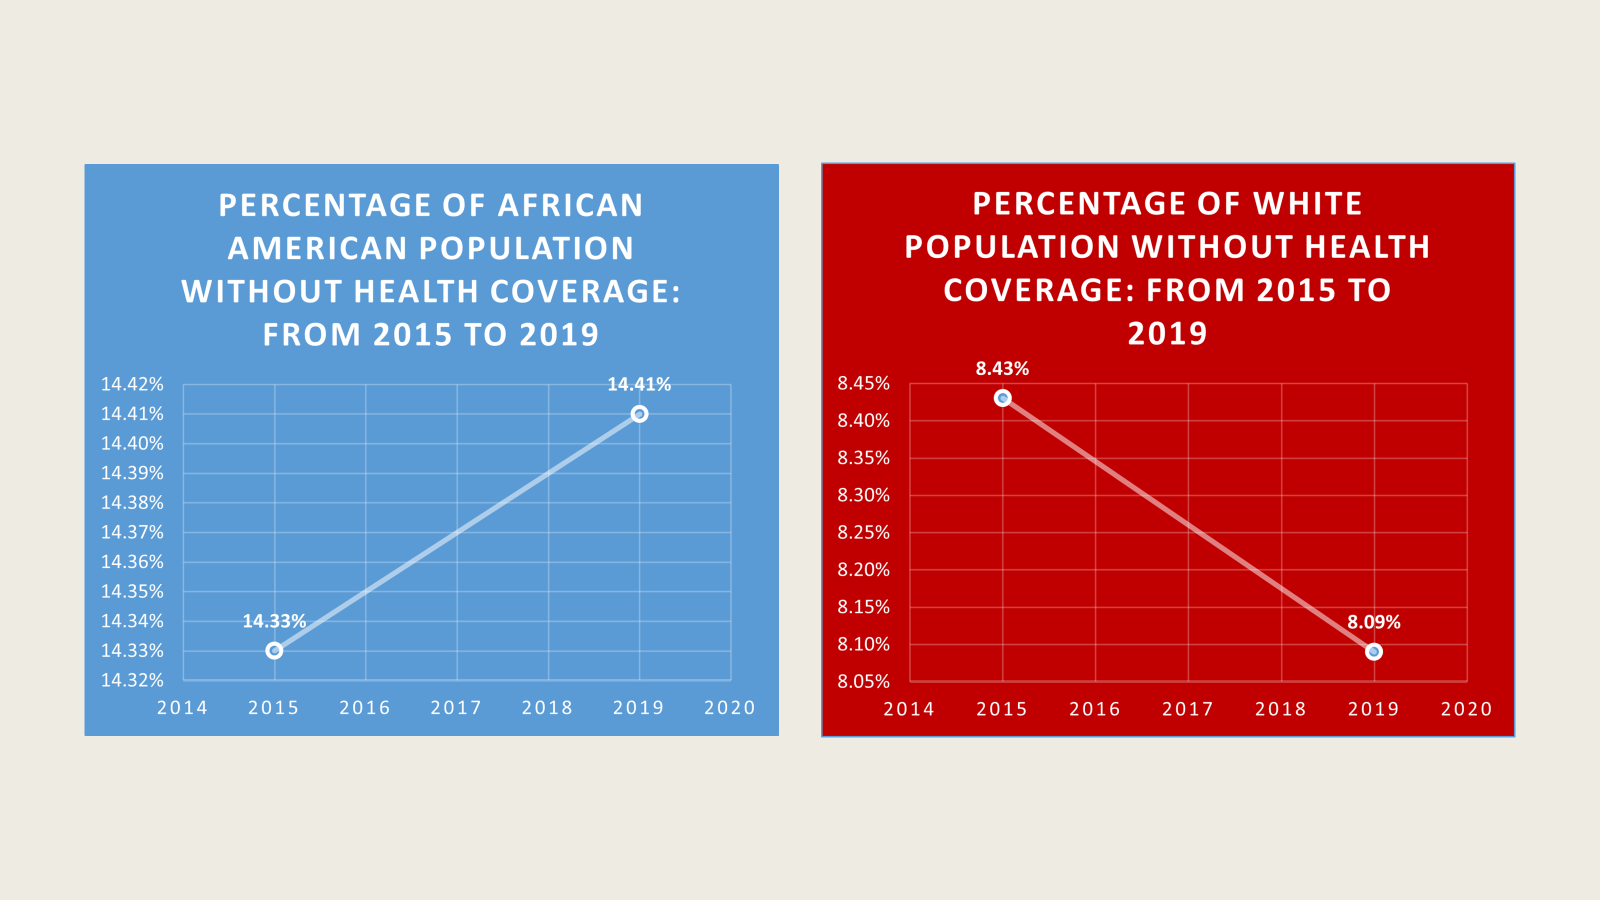 PERCENTAGE OF AFRICAN
AMERICAN POPULATION
WITHOUT HEALTH COVERAGE:
FROM 2015 TO 2019
14.42%
14.41%
14.40%
14.39%
14.38%
14.37%
14.36%
14.35%
14.34%
14.33%
14.32%
14.41%
14.33%
2014 2015 2016 2017 2018 2019 2020
PERCENTAGE OF WHITE
POPULATION WITHOUT HEALTH
COVERAGE: FROM 2015 TO
2019
8.43%
8.45%
8.40%
8.35%
8.30%
8.25%
8.20%
8.15%
8.10%
8.05%
8.09%
2014 2015 2016 2017 2018 2019 2020